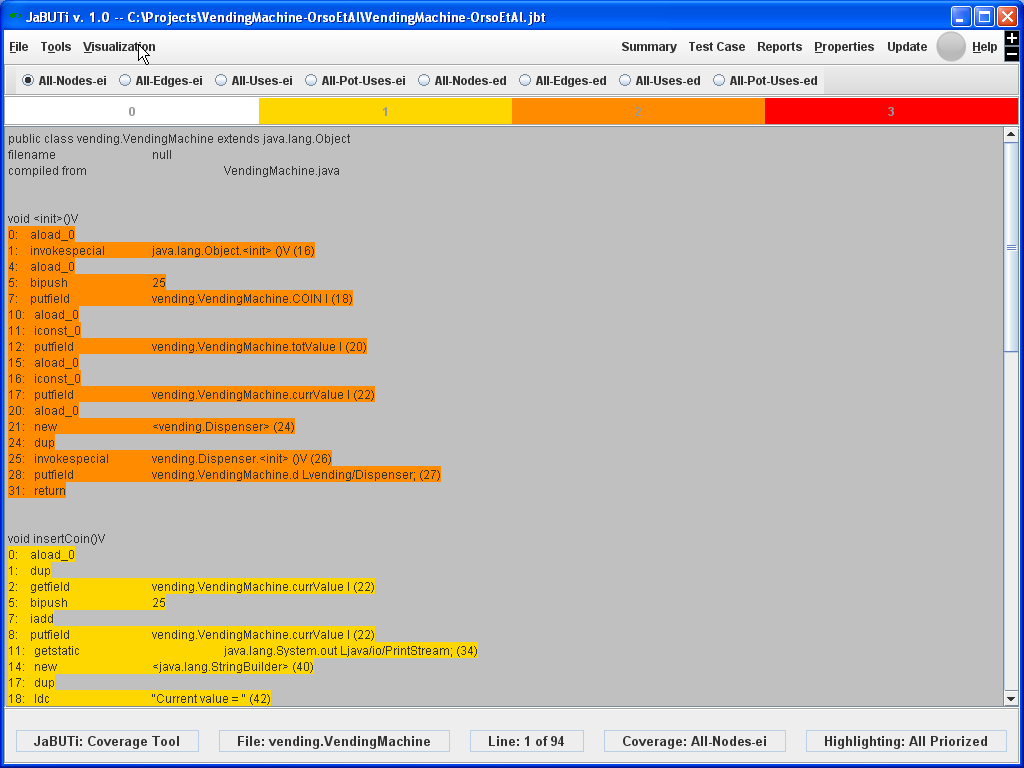 JaBUTi v. 1.0 -- C:\Projects\VendingMachine-OrsoEtAl\VendingMachine-OrsoEtAl.jbt
File Tools Visualization Summary Test Case Reports Properties Update Help
All-Nodes-ei All-Edges-ei All-Uses-ei All-Pot-Uses-ei All-Nodes-ed All-Edges-ed All-Uses-ed All-Pot-Uses-ed
0 1 2 3
public class vending.VendingMachine extends java.lang.Object
filename null
compiled from VendingMachine.java
void <init>()V
0: aload_0
1: invokespecial java.lang.Object.<init> ()V (16)
4: aload_0
5: bipush 25
7: putfield vending.VendingMachine.COIN I (18)
10: aload_0
11: iconst_0
12: putfield vending.VendingMachine.totValue I (20)
15: aload_0
16: iconst_0
17: putfield vending.VendingMachine.currValue I (22)
20: aload_0
21: new <vending.Dispenser> (24)
24: dup
25: invokespecial vending.Dispenser.<init> ()V (26)
28: putfield vending.VendingMachine.d Lvending/Dispenser; (27)
31: return
void insertCoin()V
0: aload_0
1: dup
2: getfield vending.VendingMachine.currValue I (22)
5: bipush 25
7: iadd
8: putfield vending.VendingMachine.currValue I (22)
11: getstatic java.lang.System.out Ljava/io/PrintStream; (34)
14: new <java.lang.StringBuilder> (40)
17: dup
18: ldc "Current value = " (42)
JaBUTi: Coverage Tool File: vending.VendingMachine Line: 1 of 94 Coverage: All-Nodes-ei Highlighting: All Priorized